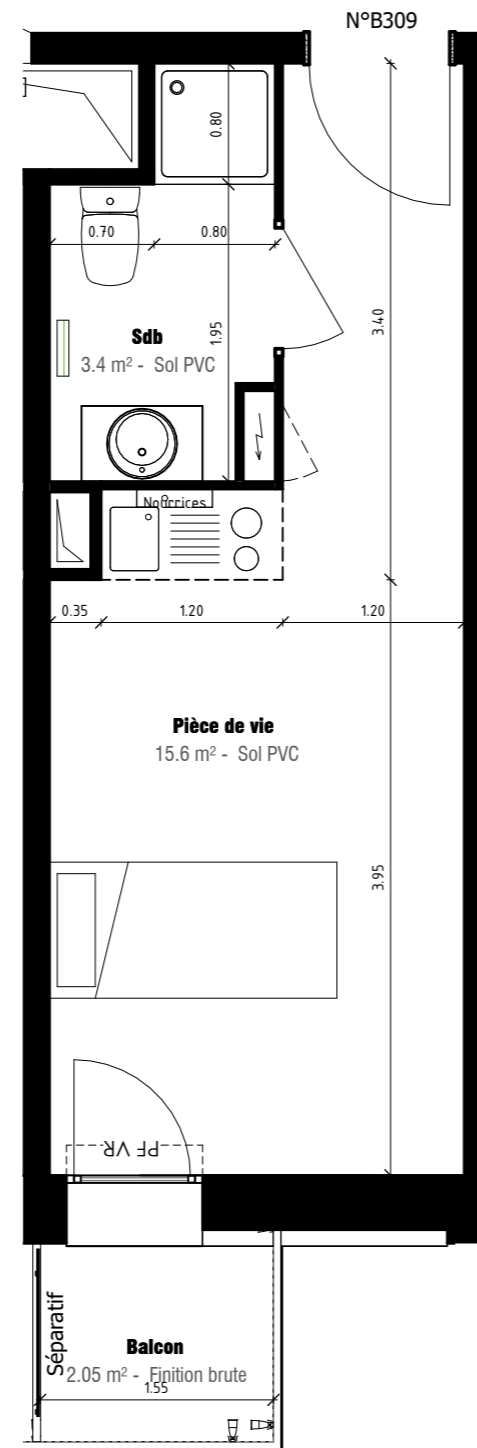 N°B309
0.80
0.70
0.80
3.40
1.95
Sdb
3.4 m² - Sol PVC
Nourrices
0.35
1.20
1.20
Pièce de vie
15.6 m² - Sol PVC
3.95
PF VR
Séparatif
Balcon
2.05 m² - Finition brute
1.55